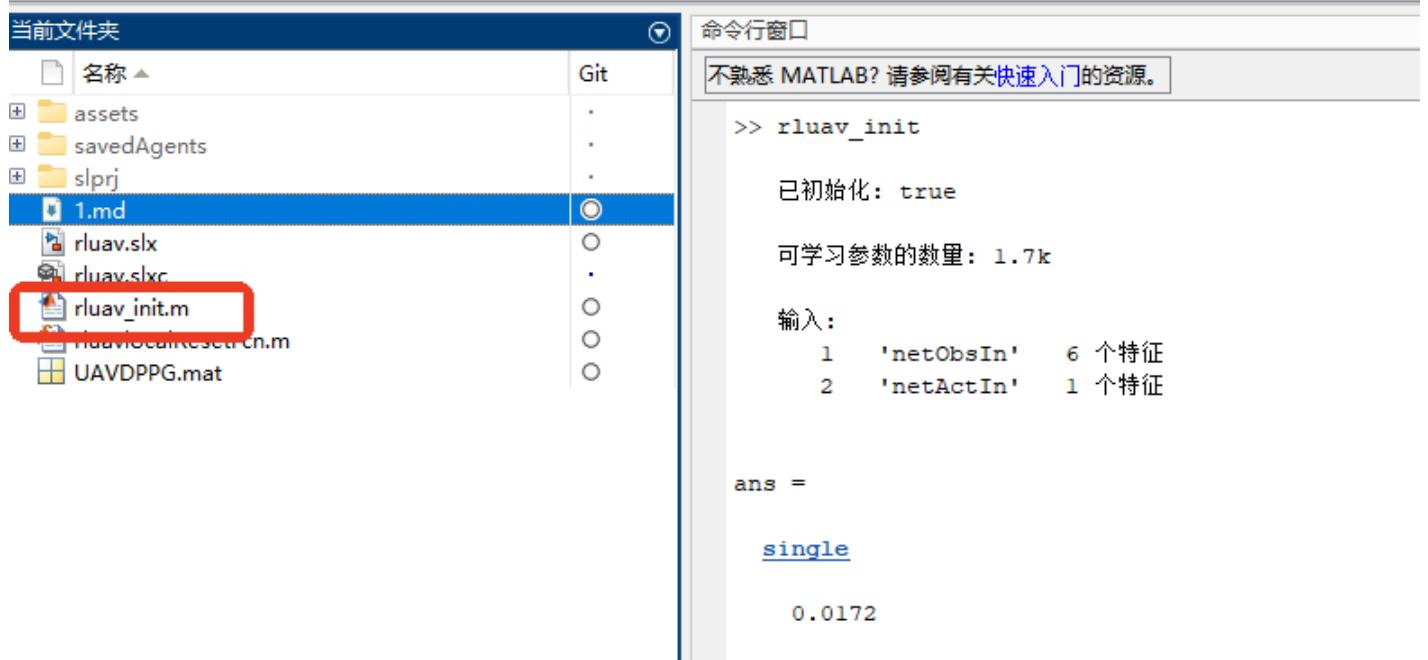 当前文件夹
名称 Git
assets
savedAgents
slprj
1.md
rluav.slx
rluav.slxc
rluav_init.m
UAVDPPG.mat
命令行窗口
不熟悉 MATLAB? 请参阅有关快速入门的资源。
>> rluav_init
已初始化: true
可学习参数的数量: 1.7k
输入:
1 'netObsIn' 6 个特征
2 'netActIn' 1 个特征
ans =
single
0.0172